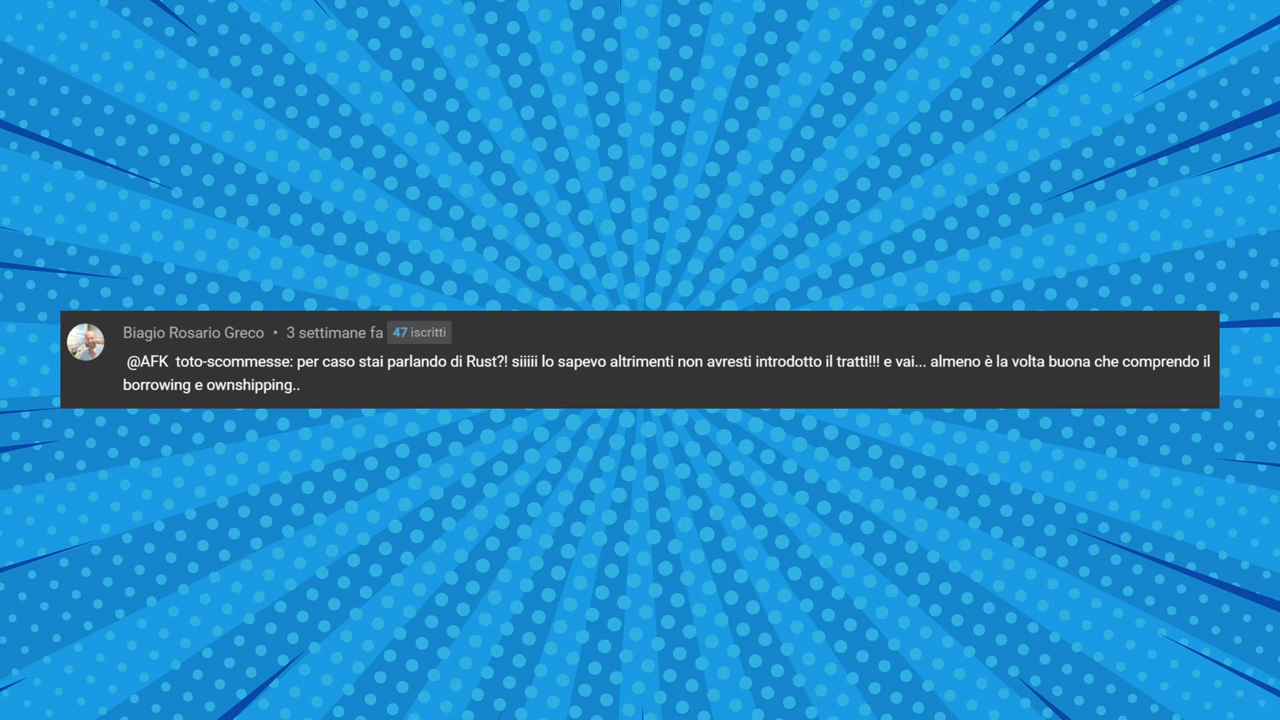 Biagio Rosario Greco • 3 settimane fa 47 iscritti
@AFK toto-scommesse: per caso stai parlando di Rust?! siiiii lo sapevo altrimenti non avresti introdotto il tratti!!! e vai... almeno è la volta buona che comprendo il
borrowing e ownshipping..